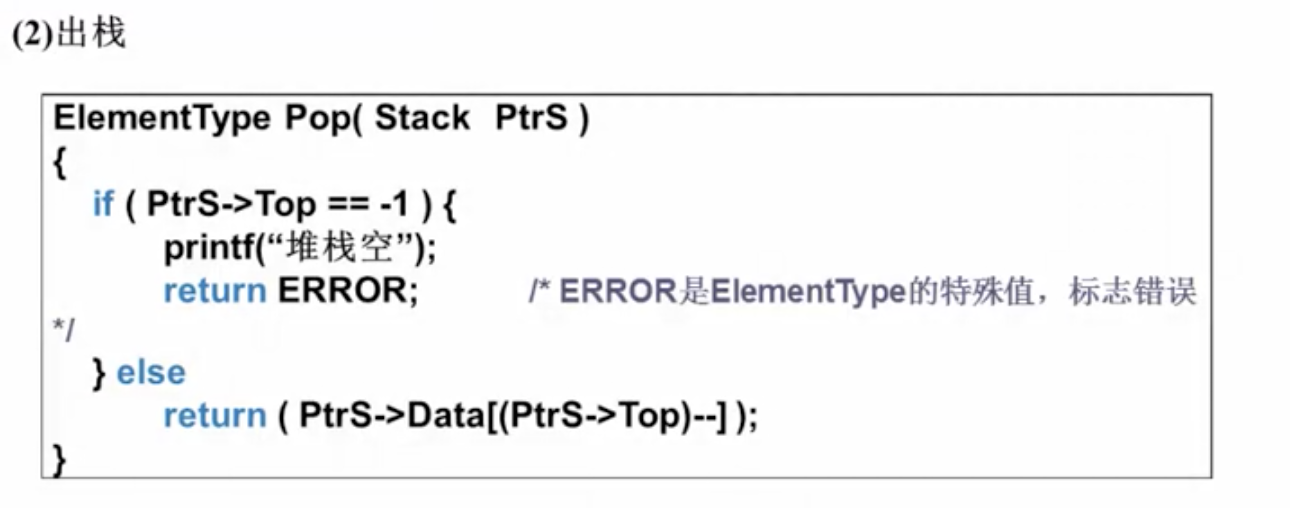 (2)出栈
ElementType Pop( Stack PtrS )
{
if ( PtrS->Top == -1 ) {
printf(“堆栈空”);
return ERROR; /* ERROR是ElementType的特殊值，标志错误
*/
} else
return ( PtrS->Data[(PtrS->Top)--] );
}